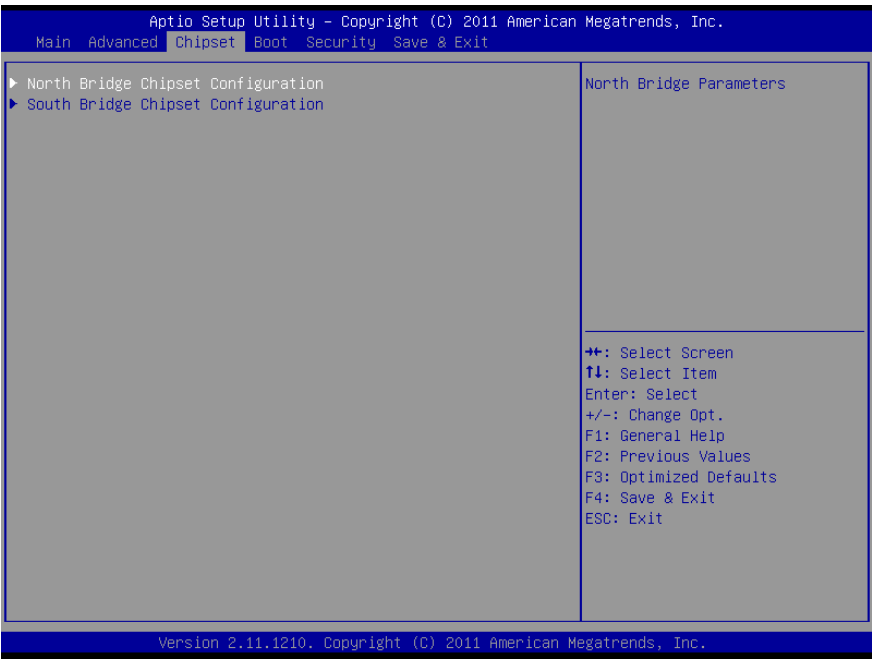 Aptio Setup Utility – Copyright (C) 2011 American Megatrends, Inc.
Main Advanced Chipset Boot Security Save & Exit
▶ North Bridge Chipset Configuration
▶ South Bridge Chipset Configuration
North Bridge Parameters
→←: Select Screen
↑↓: Select Item
Enter: Select
+/-: Change Opt.
F1: General Help
F2: Previous Values
F3: Optimized Defaults
F4: Save & Exit
ESC: Exit
Version 2.11.1210. Copyright (C) 2011 American Megatrends, Inc.